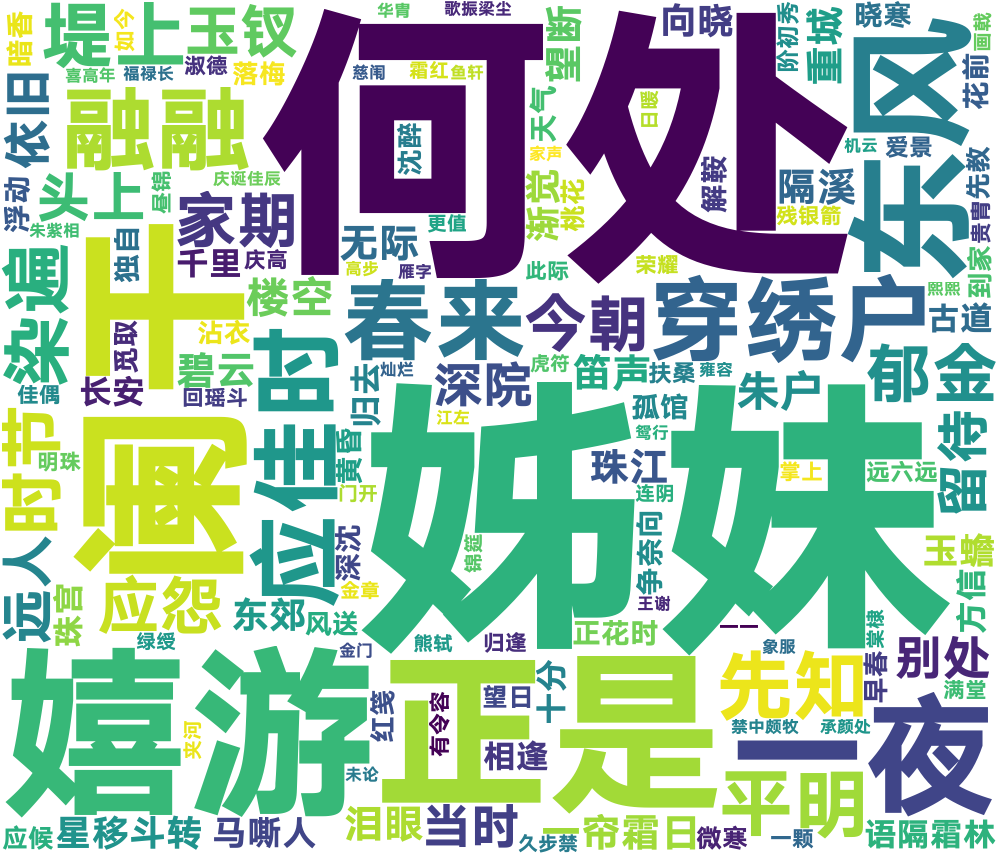 堤上
如今
暗香
玉钗
华胄
歌振梁尘
望断
向晓
阶初秀
重城
晓寒
画戟
喜高年
福禄长
淑德
落梅
慈闱
霜红
鱼轩
何处
东风
花前
依旧
融融
沈醉
天气
日暖
家声
机云
爱景
浮动
头上
昼锦
庆诞佳辰
家期
渐觉
桃花
解鞍
隔溪
残银箭
贵胄先教
朱紫相
独自
千里
庆高
无际
高步
雁字
更值
此际
荣耀
到家
熙熙
染遍
干
楼空
春来
今朝
穿绣户
古道
沾衣
觅取
碧云
应佳时
归去
灿烂
深院
虎符
笛声
扶桑
雍容
朱户
郁金
佳偶
长安
回瑶斗
江左
孤馆
鸳行
姊妹
留待
时节
明珠
阑
黄昏
门开
珠江
连阴
掌上
远六远
远人
深沈
锦筵
争奈向
玉蟾
珠宫
应怨
金章
王谢
方信
东郊
风送
绿绶
熊轼
归逢
正花时
一一
棠棣
嬉游
金门
正是
象服
先知
早春
别处
满堂
红笺
有令容
望日
十分
禁中颇牧
承颜处
夹河
未论
相逢
一夜
平明
应候
星移斗转
马嘶人
泪眼
当时
久步禁
一帘霜日
微寒
一颗
语隔霜林